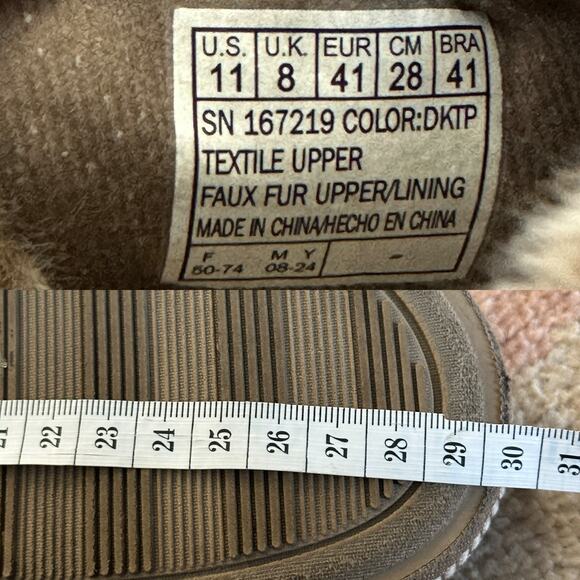 U.S. U.K. EUR CM BRA
11 8 41 28 41
SN 167219 COLOR:DKTP
TEXTILE UPPER
FAUX FUR UPPER/LINING
MADE IN CHINA/HECHO EN CHINA
F M Y
50-74 08-24 -
21 22 23 24 25 26 27 28 29 30 31